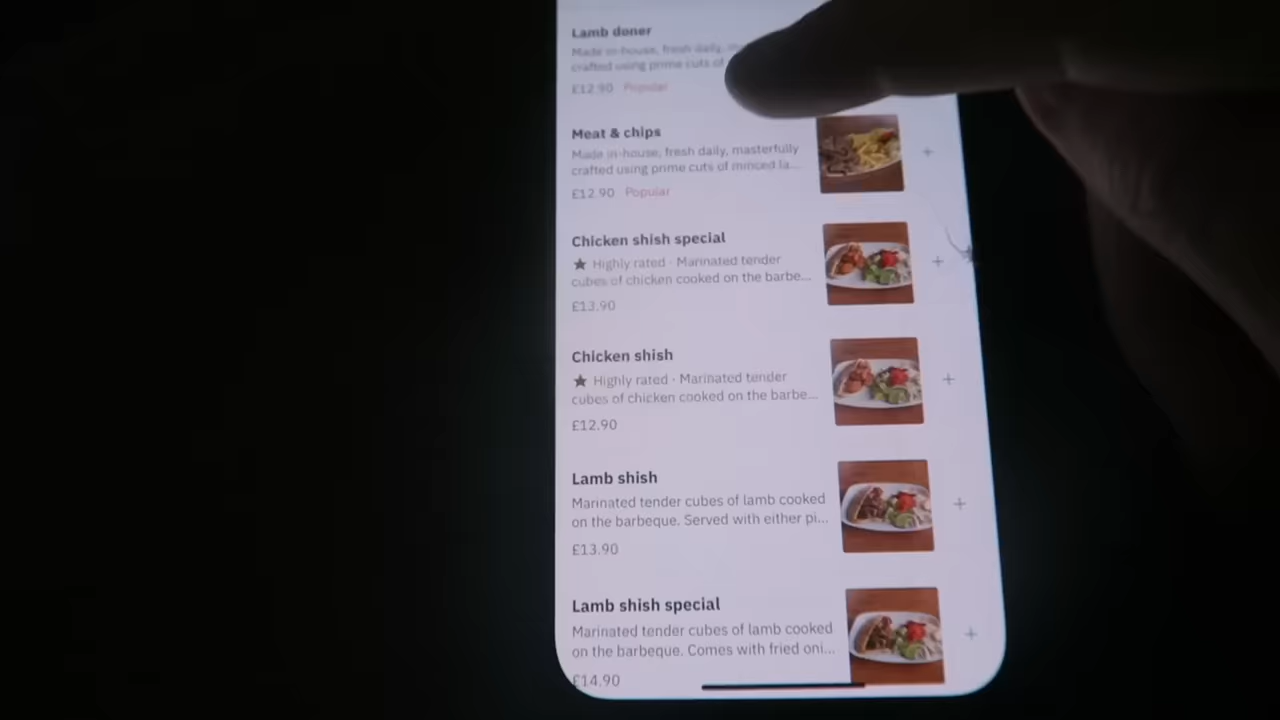 Lamb doner
Made in-house, fresh daily,
crafted using prime cuts of
£12.90 Popular
Meat & chips
Made in-house, fresh daily, masterfully
crafted using prime cuts of minced la...
£12.90 Popular
Chicken shish special
★ Highly rated · Marinated tender
cubes of chicken cooked on the barbe...
£13.90
Chicken shish
★ Highly rated · Marinated tender
cubes of chicken cooked on the barbe...
£12.90
Lamb shish
Marinated tender cubes of lamb cooked
on the barbeque. Served with either pi...
£13.90
Lamb shish special
Marinated tender cubes of lamb cooked
on the barbeque. Comes with fried oni...
£14.90